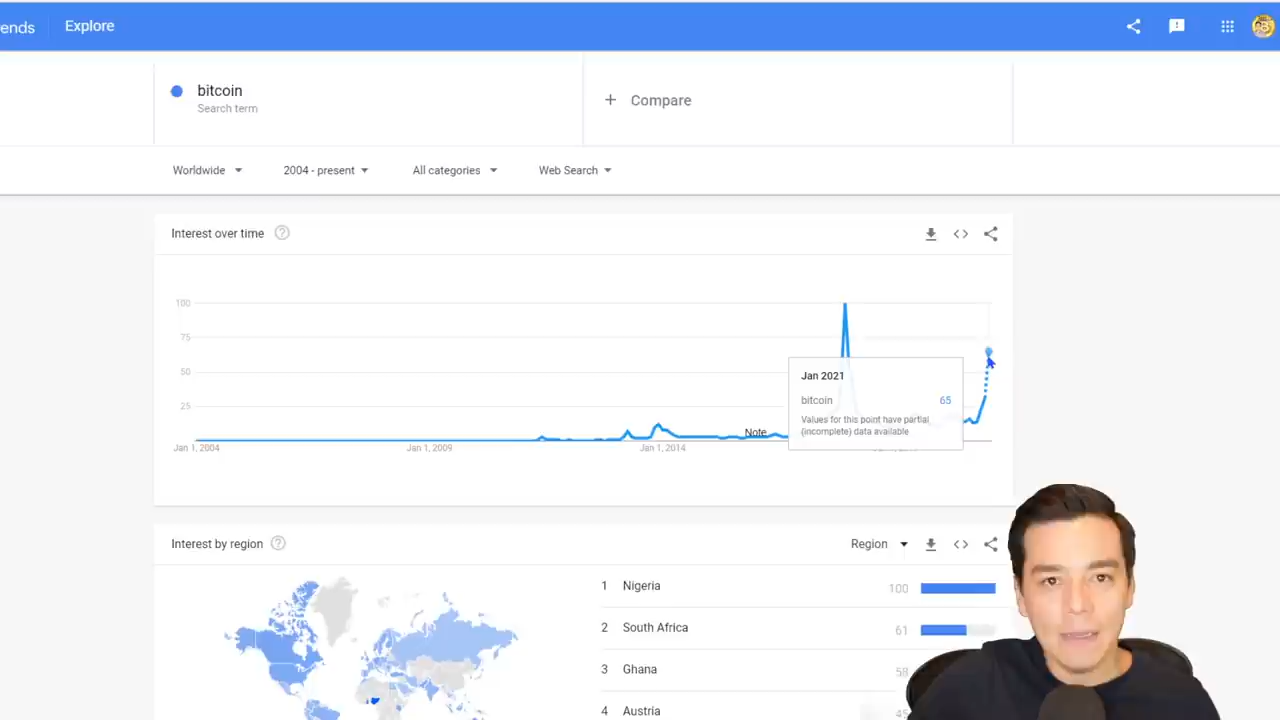 ends Explore
bitcoin
Search term
+ Compare
Worldwide
2004 - present
All categories
Web Search
Interest over time
100
75
50
25
Jan 2021
bitcoin 65
Values for this point have partial
(incomplete) data available
Note
Jan 1, 2004
Jan 1, 2009
Jan 1, 2014
Interest by region
Region
1 Nigeria 100
2 South Africa 61
3 Ghana 58
4 Austria 45